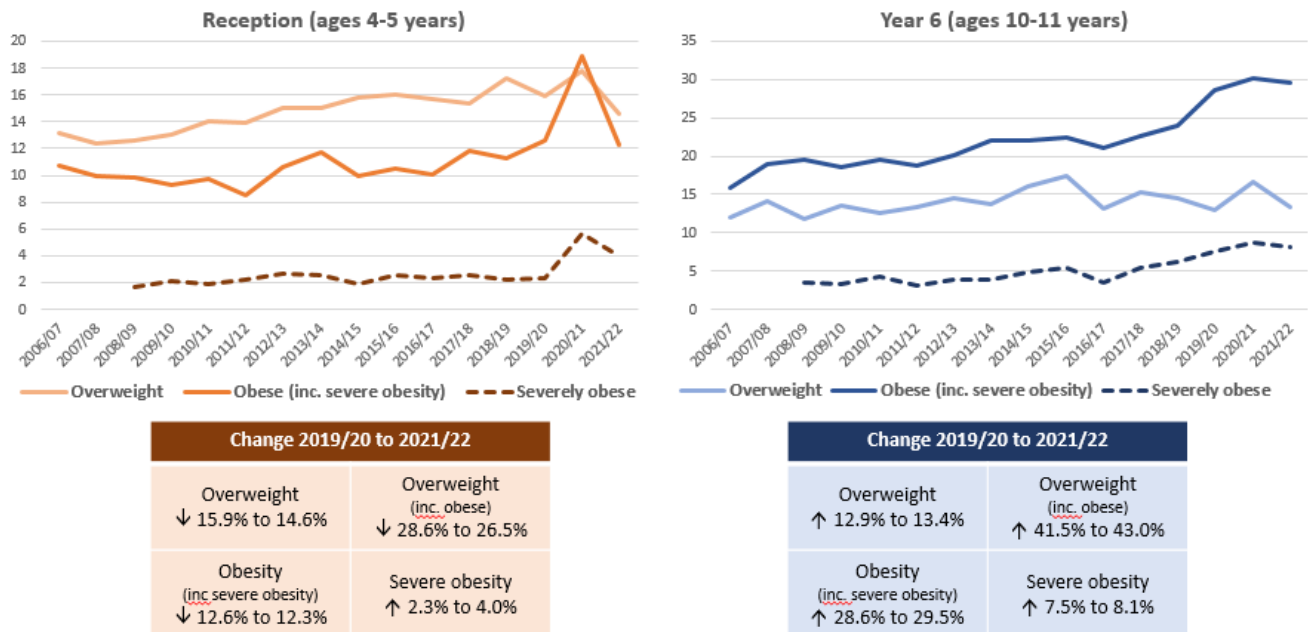 Reception (ages 4-5 years)
20
18
16
14
12
10
8
6
4
2
0
2006/07
2007/08
2008/09
2009/10
2010/11
2011/12
2012/13
2013/14
2014/15
2015/16
2016/17
2017/18
2018/19
2019/20
2020/21
2021/22
Overweight
Obese (inc. severe obesity)
Severely obese
Change 2019/20 to 2021/22
Overweight
↓ 15.9% to 14.6%
Overweight
(inc. obese)
↓ 28.6% to 26.5%
Obesity
(inc severe obesity)
↓ 12.6% to 12.3%
Severe obesity
↑ 2.3% to 4.0%
Year 6 (ages 10-11 years)
35
30
25
20
15
10
5
0
2006/07
2007/08
2008/09
2009/10
2010/11
2011/12
2012/13
2013/14
2014/15
2015/16
2016/17
2017/18
2018/19
2019/20
2020/21
2021/22
Overweight
Obese (inc. severe obesity)
Severely obese
Change 2019/20 to 2021/22
Overweight
↑ 12.9% to 13.4%
Overweight
(inc. obese)
↑ 41.5% to 43.0%
Obesity
(inc. severe obesity)
↑ 28.6% to 29.5%
Severe obesity
↑ 7.5% to 8.1%